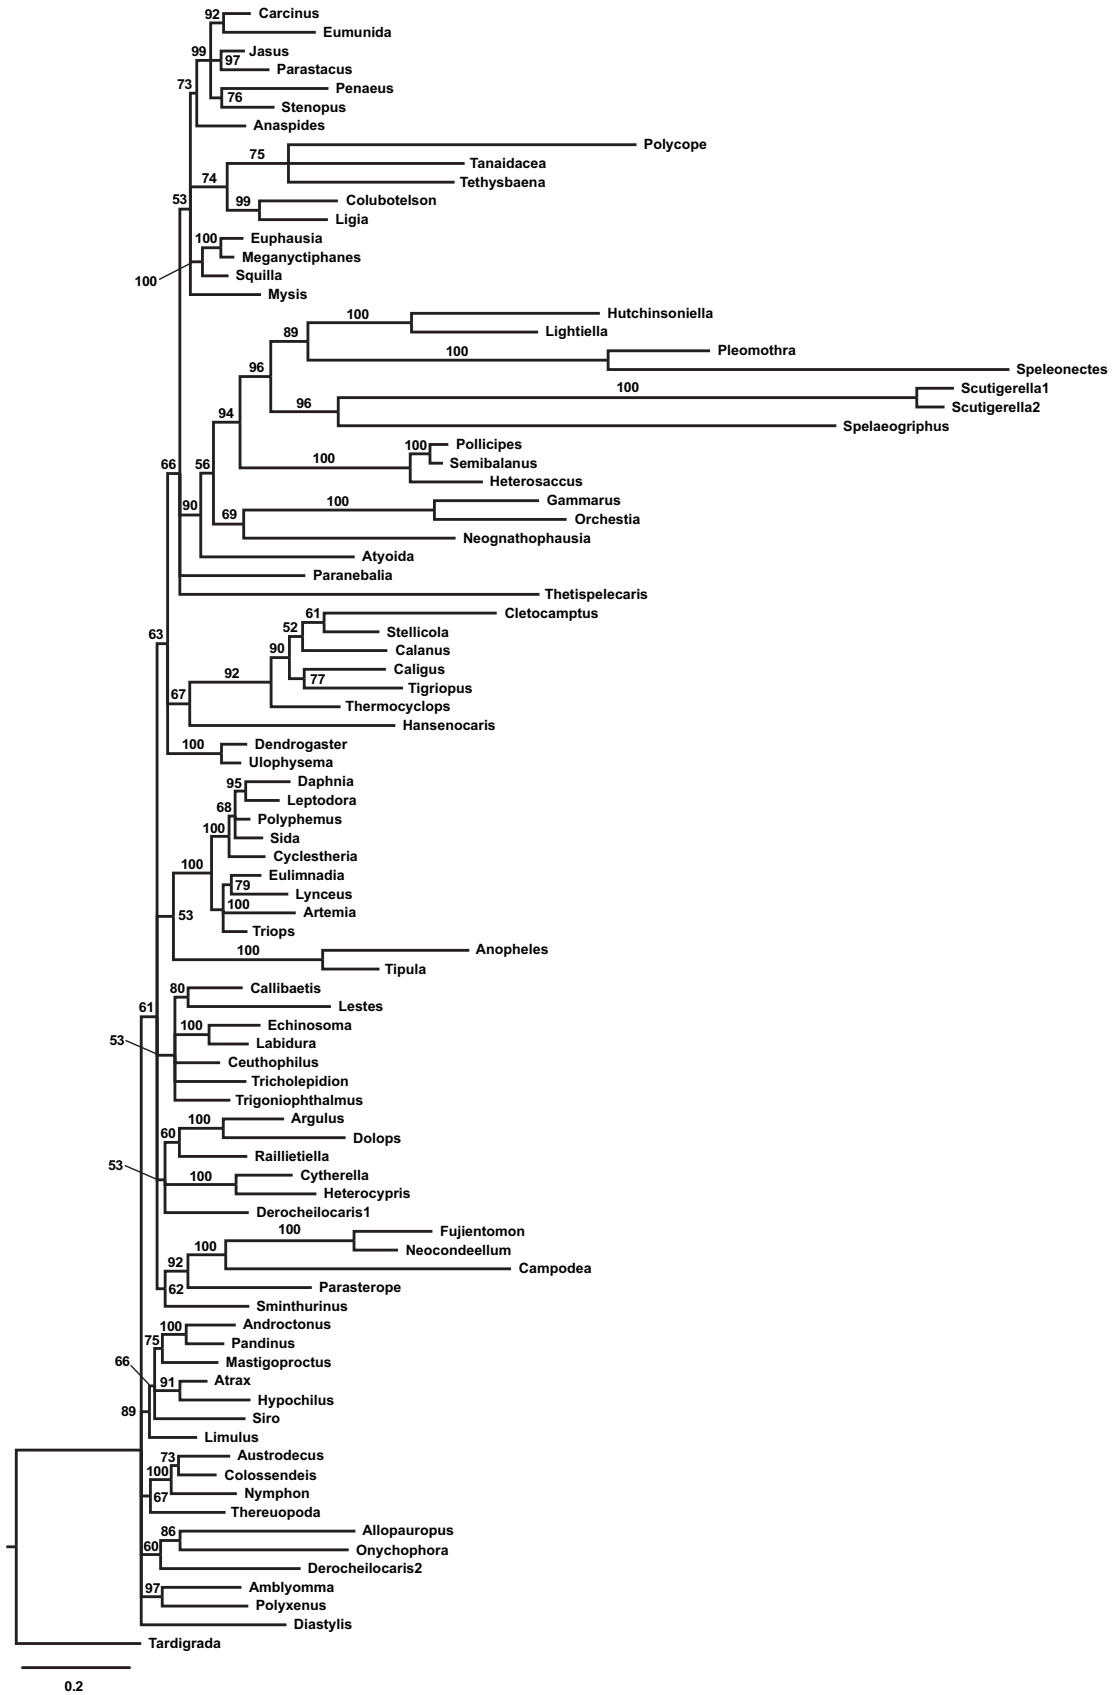 92
Carcinus
Eumunida
99
Jasus
97
Parastacus
73
Penaeus
76
Stenopus
Anaspides
Polycope
75
Tanaidacea
74
Tethysbaena
53
99
Colubotelson
Ligia
100
Euphausia
Meganyctiphanes
100
Squilla
Mysis
100
Hutchinsoniella
89
Lightiella
100
Pleomothra
96
Speleonectes
100
Scutigerella1
96
Scutigerella2
94
Spelaeogriphus
100
Pollicipes
66
56
100
Semibalanus
Heterosaccus
90
100
Gammarus
69
Orchestia
Neognathophausia
Atyoida
Paranebalia
Thetispelecaris
61
Cletocamptus
63
52
Stellicola
90
Calanus
92
Caligus
77
Tigriopus
67
Thermocyclops
Hansenocaris
100
Dendrogaster
Ulophysema
95
Daphnia
68
Leptodora
Polyphemus
100
Sida
100
Cyclestheria
Eulimnadia
79
Lynceus
53
100
Artemia
Triops
100
Anopheles
Tipula
80
Callibaetis
61
Lestes
100
Echinosoma
53
Labidura
Ceuthophilus
Tricholepidion
Trigoniophthalmus
100
Argulus
60
Dolops
53
Raillietiella
100
Cytherella
Heterocypris
Derocheilocaris1
100
Fujientomon
100
Neocondeellum
92
Campodea
62
Parasterope
Sminthurinus
100
Androctonus
75
Pandinus
66
Mastigoproctus
91
Atrax
89
Hypochilus
Siro
Limulus
73
Austrodecus
100
Colossendeis
67
Nymphon
Thereuopoda
86
Allopauropus
60
Onychophora
Derocheilocaris2
97
Amblyomma
Polyxenus
Diastylis
Tardigrada
0.2